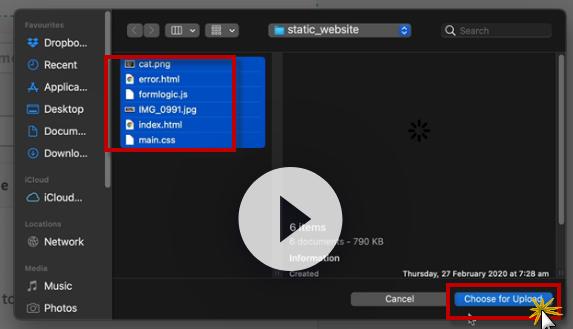 Favourites
static_website
Search
Dropbo...
Recent
Applica...
Desktop
Docum...
Downlo...
cat.png
error.html
formlogic.js
IMG_0991.jpg
index.html
main.css
iCloud
iCloud...
Locations
Network
6 items
6 documents - 790 KB
Information
Created
Thursday, 27 February 2020 at 7:28 am
Media
Music
Photos
Cancel
Choose for Upload